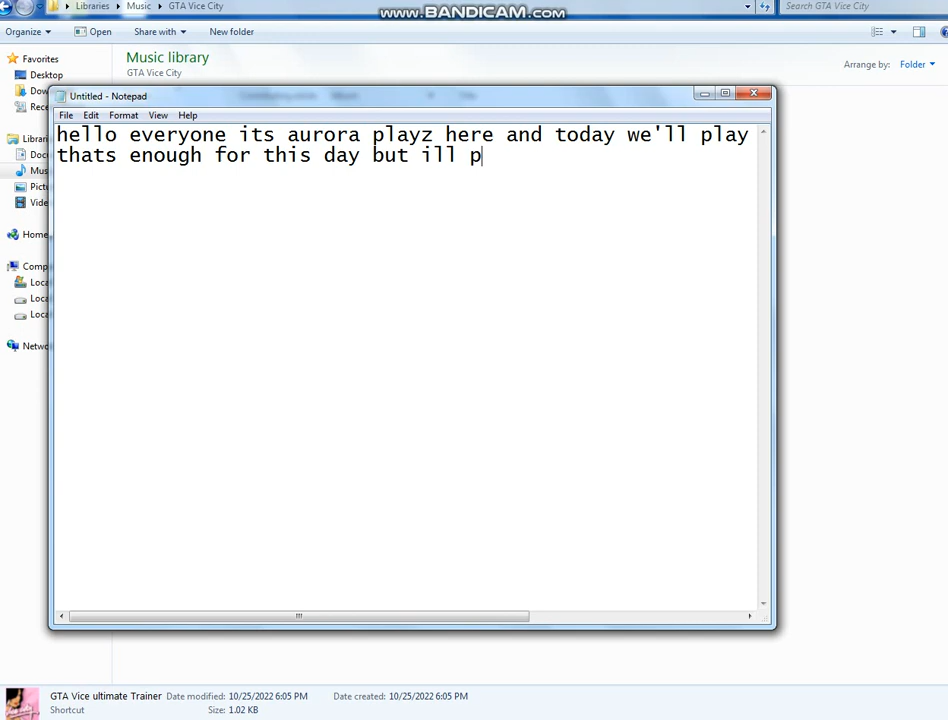 Libraries Music GTA Vice City
www.BANDICAM.com
Search GTA Vice City
Organize Open Share with New folder
Favorites
Desktop
Music library
GTA Vice City
Arrange by: Folder
Untitled - Notepad
File Edit Format View Help
hello everyone its aurora playz here and today we'll play
thats enough for this day but ill p
GTA Vice ultimate Trainer Date modified: 10/25/2022 6:05 PM Date created: 10/25/2022 6:05 PM
Shortcut Size: 1.02 KB